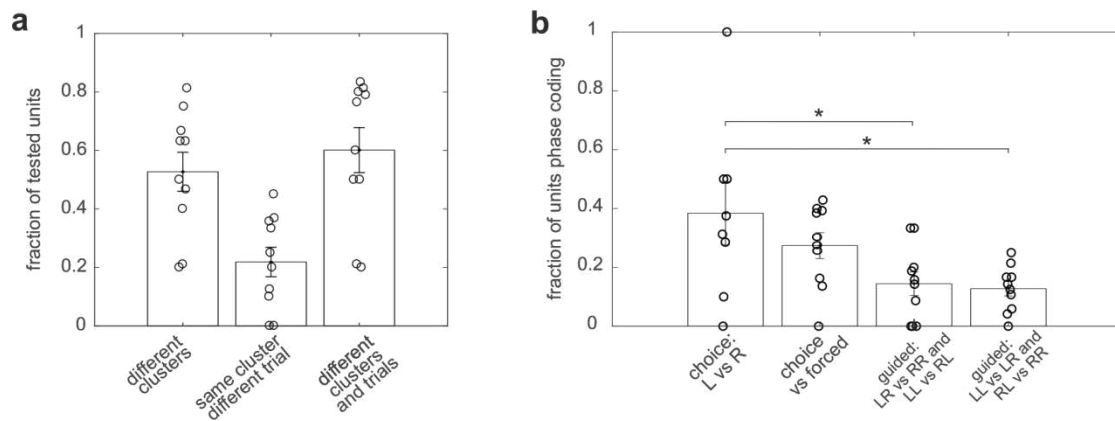 a
1
0.8
0.6
0.4
0.2
0
fraction of tested units
different
clusters
same cluster
different trial
different
clusters
and trials
b
1
0.8
0.6
0.4
0.2
0
fraction of units phase coding
*
*
choice:
L vs R
choice
vs forced
guided:
LR vs RR and
LL vs RL
guided:
LL vs LR and
RL vs RR